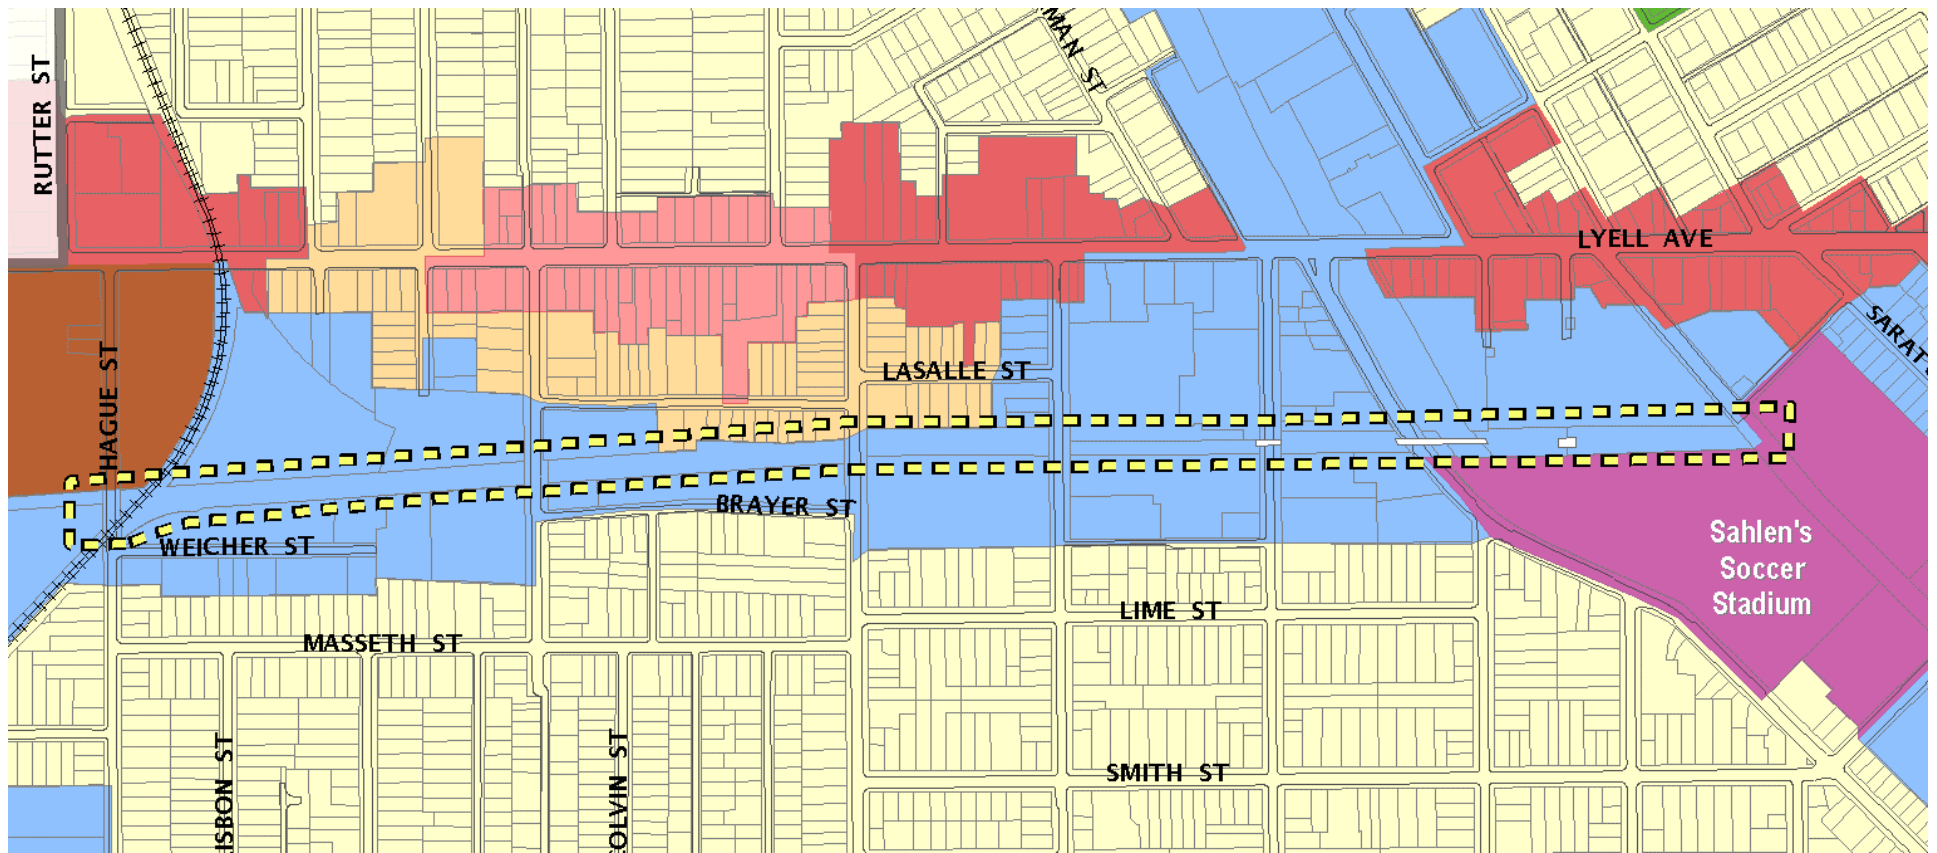 RUTTER ST
LYELL AVE
HAGUE ST
LASALLE ST
BRAYER ST
WEICHER ST
Sahlen's
Soccer
Stadium
LIME ST
MASSETH ST
SMITH ST